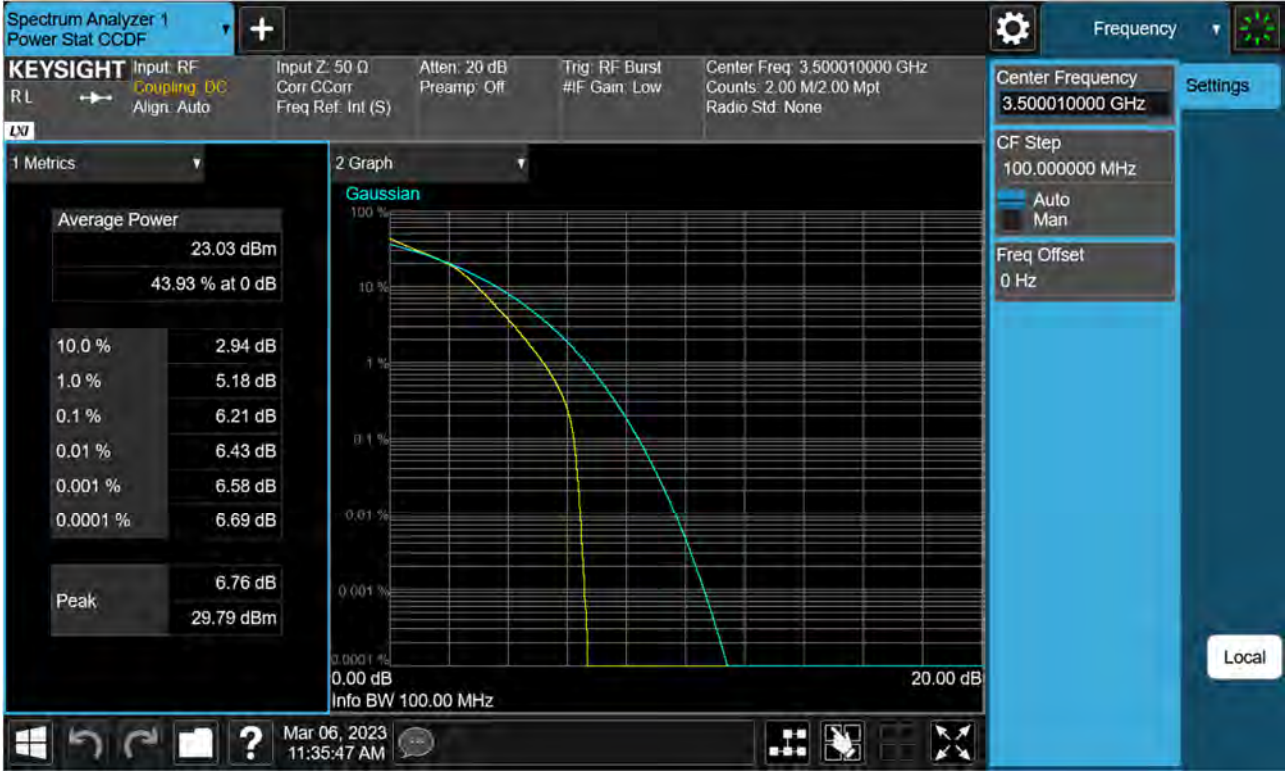 Spectrum Analyzer 1
Power Stat CCDF
Frequency
KEYSIGHT
R L
LXI
Input: RF
Coupling: DC
Align: Auto
Input Z: 50 Ω
Corr CCorr
Freq Ref: Int (S)
Atten: 20 dB
Preamp: Off
Trig: RF Burst
#IF Gain: Low
Center Freq: 3.500010000 GHz
Counts: 2.00 M/2.00 Mpt
Radio Std: None
1 Metrics
Average Power
23.03 dBm
43.93 % at 0 dB
10.0 % 2.94 dB
1.0 % 5.18 dB
0.1 % 6.21 dB
0.01 % 6.43 dB
0.001 % 6.58 dB
0.0001 % 6.69 dB
Peak
6.76 dB
29.79 dBm
2 Graph
Gaussian
100 %
10 %
1 %
0.1 %
0.01 %
0.001 %
0.0001 %
0.00 dB 20.00 dB
Info BW 100.00 MHz
Center Frequency
3.500010000 GHz
CF Step
100.000000 MHz
Auto
Man
Freq Offset
0 Hz
Settings
Local
?
Mar 06, 2023
11:35:47 AM